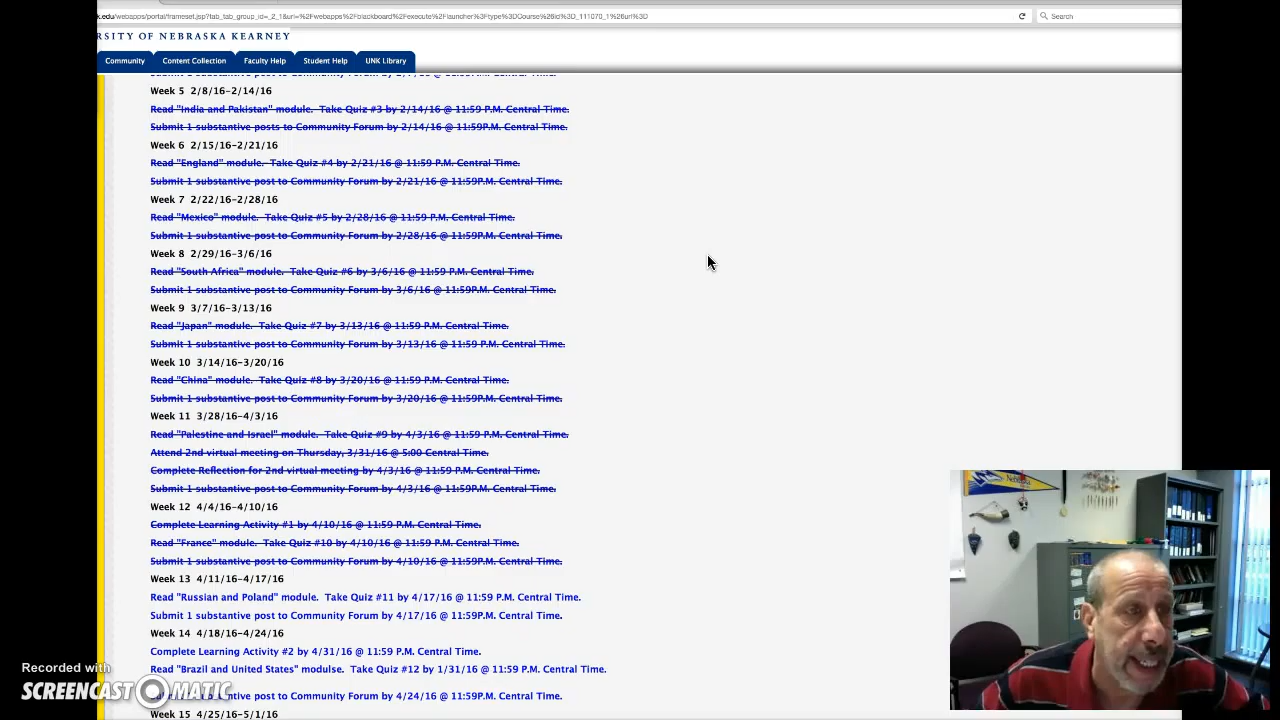 k.edu/webapps/portal/frameset.jsp?tab_tab_group_id=_2_1&url=%2Fwebapps%2Fblackboard%2Fexecute%2Flauncher%3Ftype%3DCourse%26id%3D_111070_1%26url%3D
Search
RSITY OF NEBRASKA KEARNEY
Community Content Collection Faculty Help Student Help UNK Library
Week 5 2/8/16-2/14/16
Read "India and Pakistan" module. Take Quiz #3 by 2/14/16 @ 11:59 P.M. Central Time.
Submit 1 substantive posts to Community Forum by 2/14/16 @ 11:59P.M. Central Time.
Week 6 2/15/16-2/21/16
Read "England" module. Take Quiz #4 by 2/21/16 @ 11:59 P.M. Central Time.
Submit 1 substantive post to Community Forum by 2/21/16 @ 11:59P.M. Central Time.
Week 7 2/22/16-2/28/16
Read "Mexico" module. Take Quiz #5 by 2/28/16 @ 11:59 P.M. Central Time.
Submit 1 substantive post to Community Forum by 2/28/16 @ 11:59P.M. Central Time.
Week 8 2/29/16-3/6/16
Read "South Africa" module. Take Quiz #6 by 3/6/16 @ 11:59 P.M. Central Time.
Submit 1 substantive post to Community Forum by 3/6/16 @ 11:59P.M. Central Time.
Week 9 3/7/16-3/13/16
Read "Japan" module. Take Quiz #7 by 3/13/16 @ 11:59 P.M. Central Time.
Submit 1 substantive post to Community Forum by 3/13/16 @ 11:59P.M. Central Time.
Week 10 3/14/16-3/20/16
Read "China" module. Take Quiz #8 by 3/20/16 @ 11:59 P.M. Central Time.
Submit 1 substantive post to Community Forum by 3/20/16 @ 11:59P.M. Central Time.
Week 11 3/28/16-4/3/16
Read "Palestine and Israel" module. Take Quiz #9 by 4/3/16 @ 11:59 P.M. Central Time.
Attend 2nd virtual meeting on Thursday, 3/31/16 @ 5:00 Central Time.
Complete Reflection for 2nd virtual meeting by 4/3/16 @ 11:59 P.M. Central Time.
Submit 1 substantive post to Community Forum by 4/3/16 @ 11:59P.M. Central Time.
Week 12 4/4/16-4/10/16
Complete Learning Activity #1 by 4/10/16 @ 11:59 P.M. Central Time.
Read "France" module. Take Quiz #10 by 4/10/16 @ 11:59 P.M. Central Time.
Submit 1 substantive post to Community Forum by 4/10/16 @ 11:59P.M. Central Time.
Week 13 4/11/16-4/17/16
Read "Russian and Poland" module. Take Quiz #11 by 4/17/16 @ 11:59 P.M. Central Time.
Submit 1 substantive post to Community Forum by 4/17/16 @ 11:59P.M. Central Time.
Week 14 4/18/16-4/24/16
Complete Learning Activity #2 by 4/31/16 @ 11:59 P.M. Central Time.
Read "Brazil and United States" modulse. Take Quiz #12 by 1/31/16 @ 11:59 P.M. Central Time.
post to Community Forum by 4/24/16 @ 11:59P.M. Central Time.
Week 15 4/25/16-5/1/16
Recorded with
SCREENCAST MATIC
Nebraska